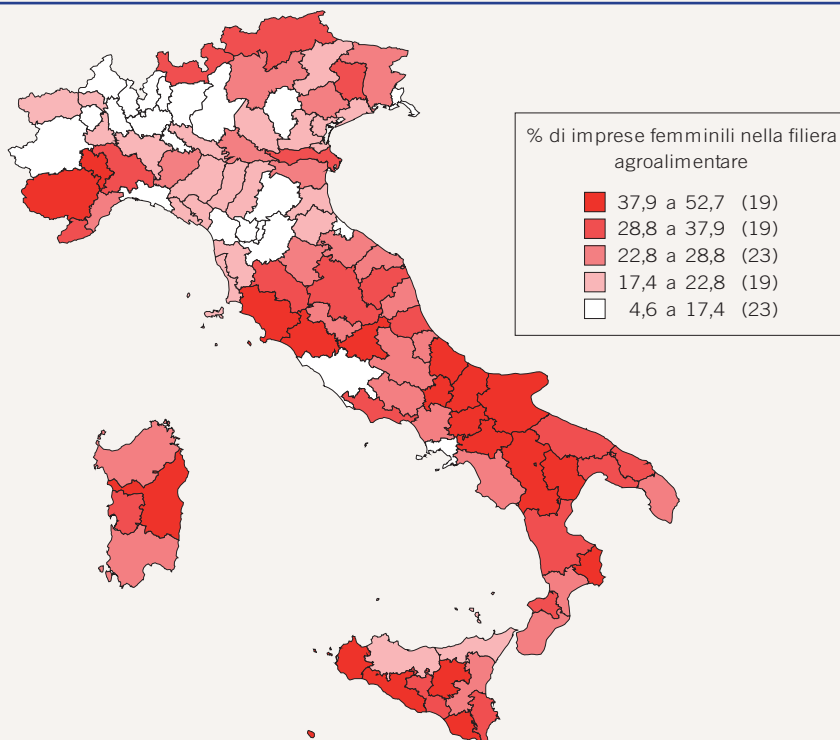 % di imprese femminili nella filiera
agroalimentare
37,9 a 52,7 (19)
28,8 a 37,9 (19)
22,8 a 28,8 (23)
17,4 a 22,8 (19)
4,6 a 17,4 (23)